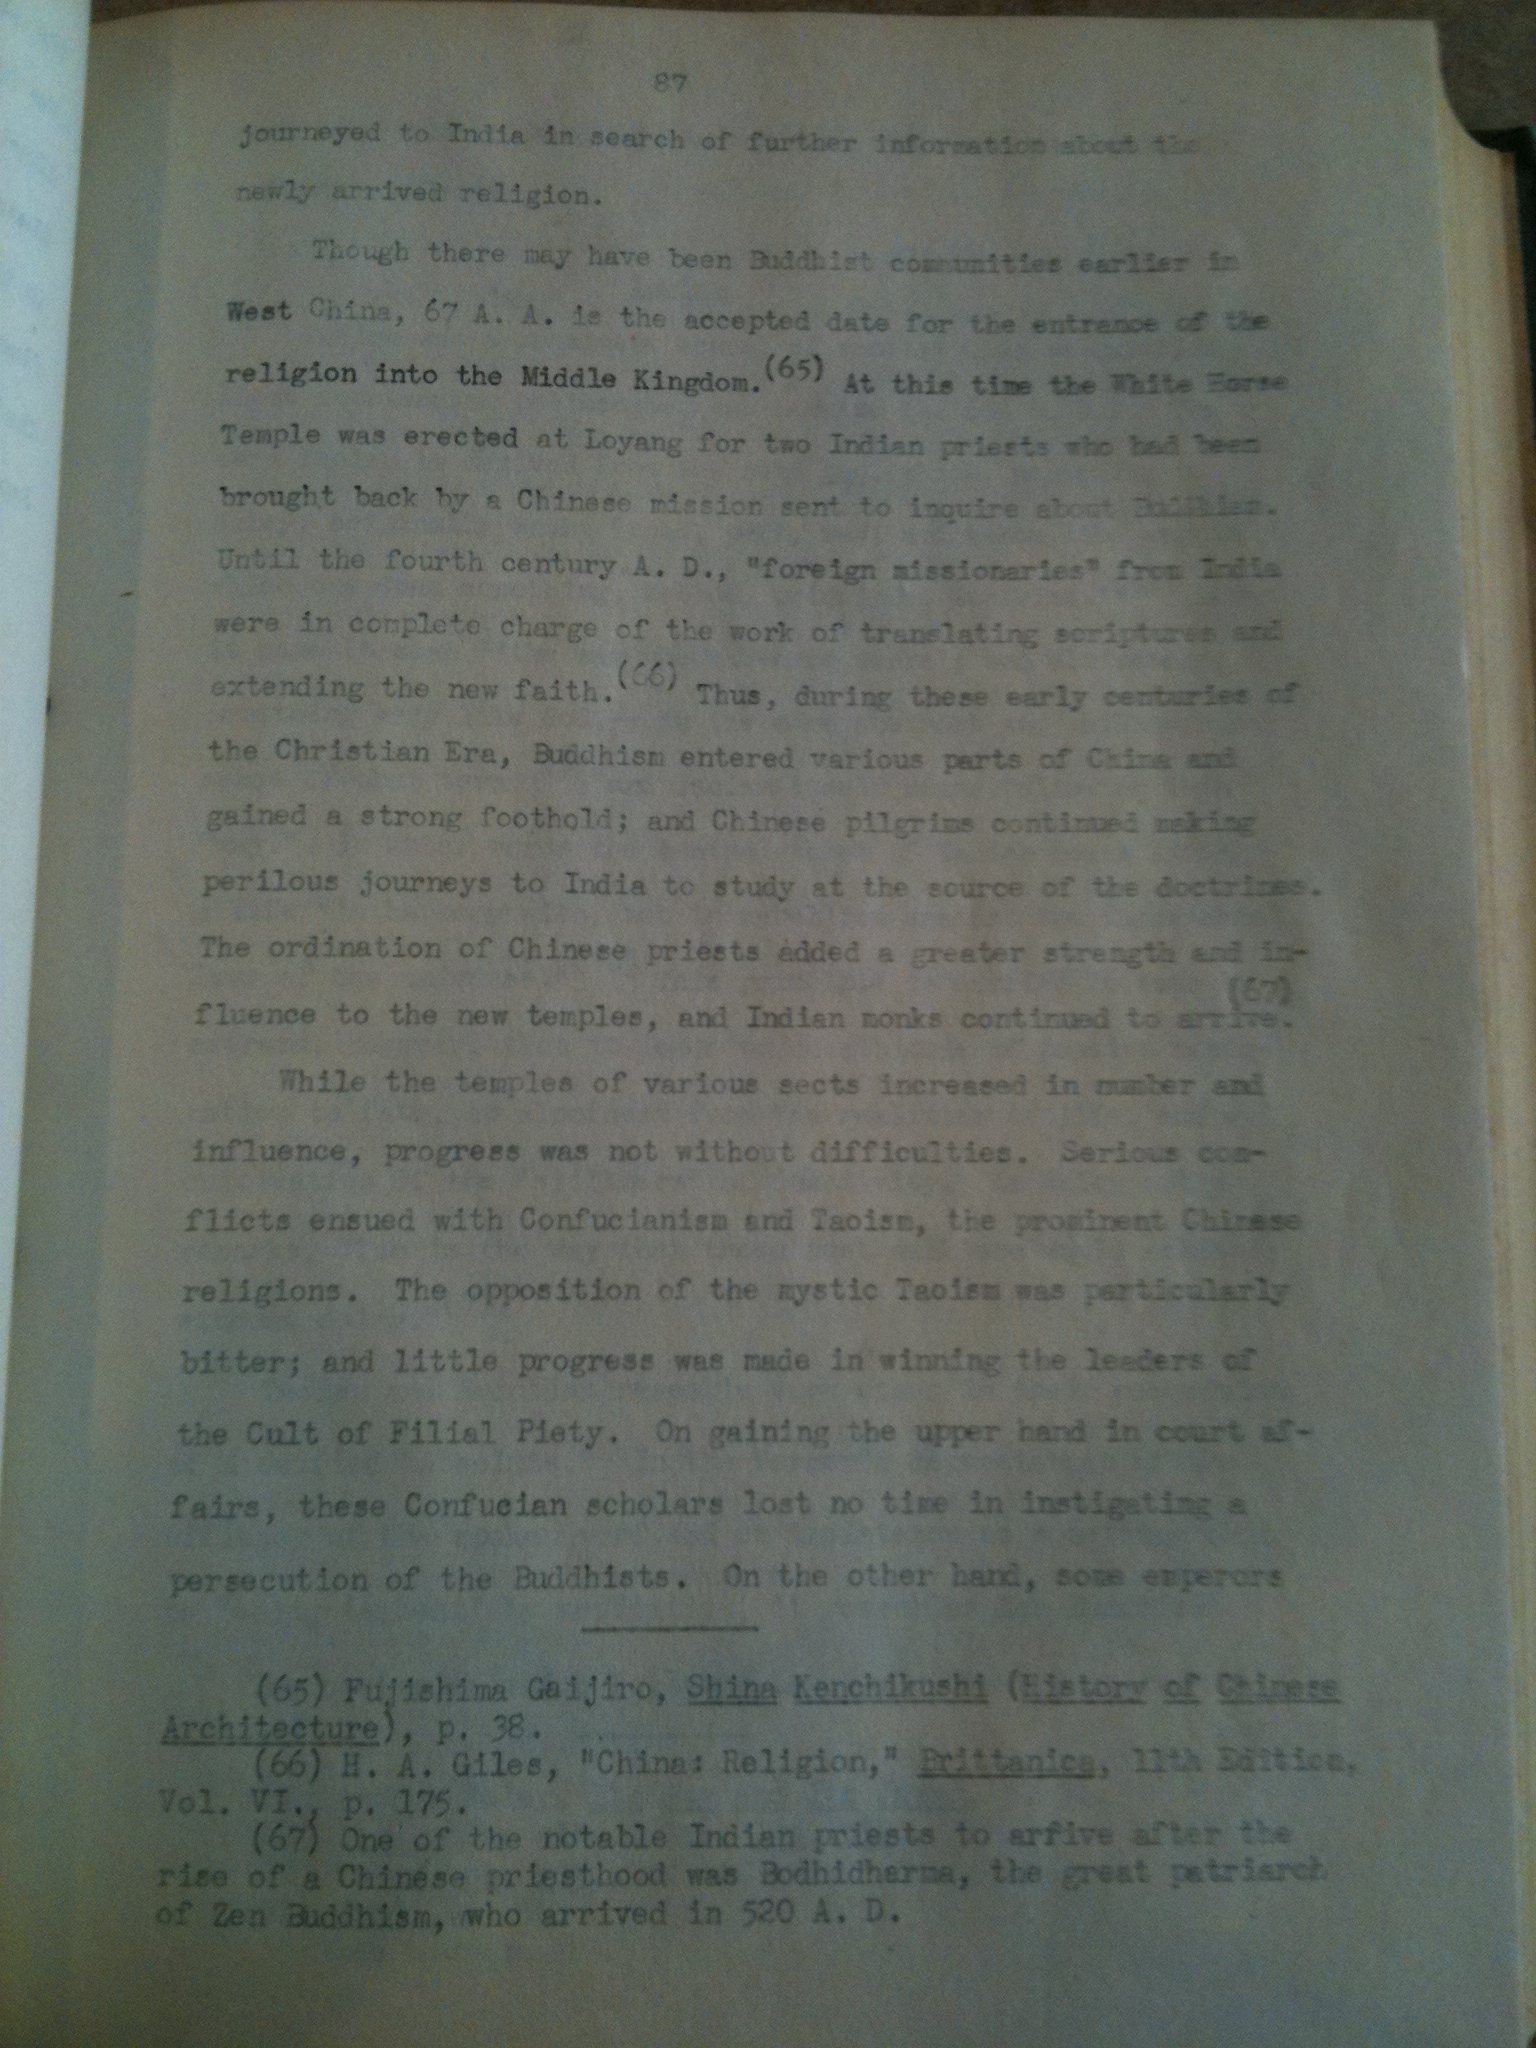 87
journeyed to India in search of further information about the
newly arrived religion.
Though there may have been Buddhist communities earlier in
West China, 67 A. A. is the accepted date for the entrance of the
religion into the Middle Kingdom.(65) At this time the White Horse
Temple was erected at Loyang for two Indian priests who had been
brought back by a Chinese mission sent to inquire about Buddhism.
Until the fourth century A. D., "foreign missionaries" from India
were in complete charge of the work of translating scriptures and
extending the new faith.(66) Thus, during these early centuries of
the Christian Era, Buddhism entered various parts of China and
gained a strong foothold; and Chinese pilgrims continued making
perilous journeys to India to study at the source of the doctrines.
The ordination of Chinese priests added a greater strength and in-
fluence to the new temples, and Indian monks continued to arrive.(67)
While the temples of various sects increased in number and
influence, progress was not without difficulties. Serious con-
flicts ensued with Confucianism and Taoism, the prominent Chinese
religions. The opposition of the mystic Taoism was particularly
bitter; and little progress was made in winning the leaders of
the Cult of Filial Piety. On gaining the upper hand in court af-
fairs, these Confucian scholars lost no time in instigating a
persecution of the Buddhists. On the other hand, some emperors
(65) Fujishima Gaijiro, Shina Kenchikushi (History of Chinese
Architecture), p. 38.
(66) H. A. Giles, "China: Religion," Brittanica, 11th Edition,
Vol. VI., p. 175.
(67) One of the notable Indian priests to arrive after the
rise of a Chinese priesthood was Bodhidharma, the great patriarch
of Zen Buddhism, who arrived in 520 A. D.